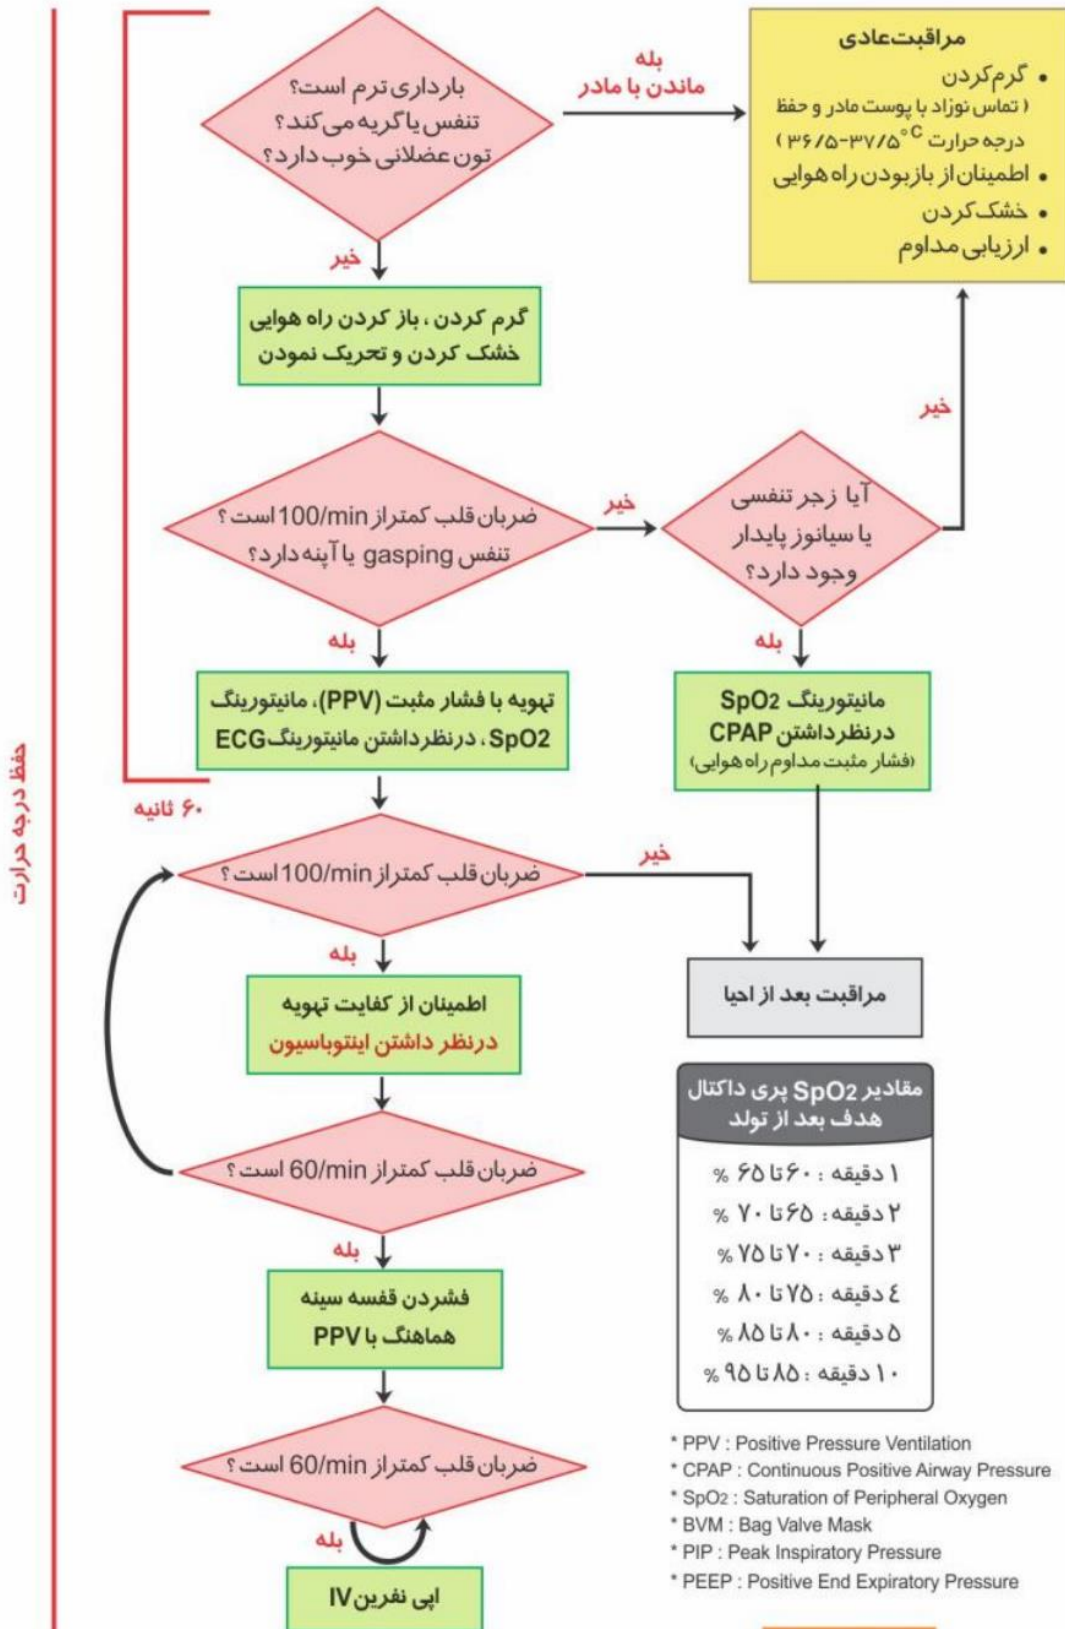 بارداری ترم است؟
تنفس یا گریه می‌کند؟
تون عضلانی خوب دارد؟
بله
ماندن با مادر
مراقبت عادی
• گرم کردن
( تماس نوزاد با پوست مادر و حفظ
درجه حرارت ۳۶/۵-۳۷/۵°C )
• اطمینان از باز بودن راه هوایی
• خشک کردن
• ارزیابی مداوم
خیر
گرم کردن ، باز کردن راه هوایی
خشک کردن و تحریک نمودن
ضربان قلب کمتر از 100/min است ؟
تنفس gasping یا آپنه دارد؟
خیر
آیا زجر تنفسی
یا سیانوز پایدار
وجود دارد؟
خیر
بله
تهویه با فشار مثبت (PPV)، مانیتورینگ
SpO2 ، درنظر داشتن مانیتورینگ ECG
بله
مانیتورینگ SpO2
درنظر داشتن CPAP
(فشار مثبت مداوم راه هوایی)
۶۰ ثانیه
حفظ درجه حرارت
ضربان قلب کمتر از 100/min است ؟
خیر
بله
اطمینان از کفایت تهویه
درنظر داشتن اینتوباسیون
مراقبت بعد از احیا
ضربان قلب کمتر از 60/min است ؟
بله
فشردن قفسه سینه
هماهنگ با PPV
ضربان قلب کمتر از 60/min است ؟
بله
اپی نفرین IV
مقادیر SpO2 پری داکتال
هدف بعد از تولد
۱ دقیقه : ۶۰ تا ۶۵ %
۲ دقیقه : ۶۵ تا ۷۰ %
۳ دقیقه : ۷۰ تا ۷۵ %
٤ دقیقه : ۷۵ تا ۸۰ %
۵ دقیقه : ۸۰ تا ۸۵ %
۱۰ دقیقه : ۸۵ تا ۹۵ %
* PPV : Positive Pressure Ventilation
* CPAP : Continuous Positive Airway Pressure
* SpO2 : Saturation of Peripheral Oxygen
* BVM : Bag Valve Mask
* PIP : Peak Inspiratory Pressure
* PEEP : Positive End Expiratory Pressure